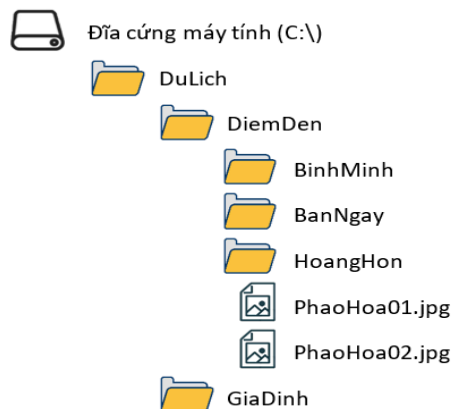 Đĩa cứng máy tính (C:\)
DuLich
DiemDen
BinhMinh
BanNgay
HoangHon
PhaoHoa01.jpg
PhaoHoa02.jpg
GiaDinh